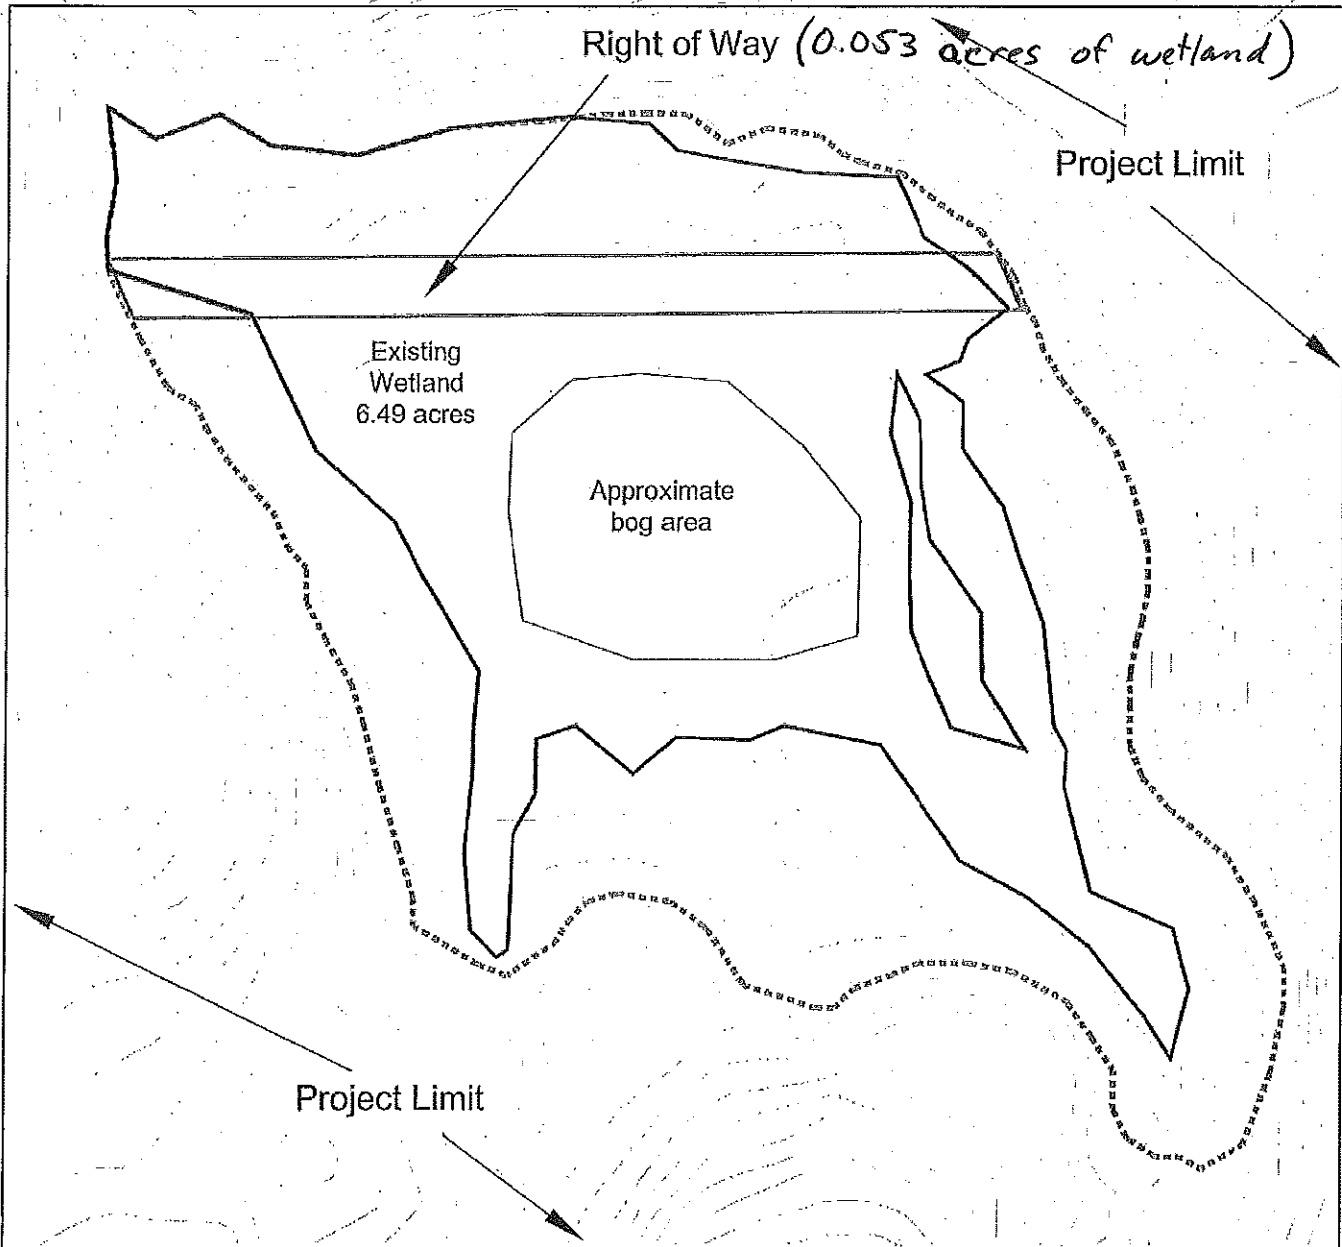 Right of Way (0.053 acres of wetland)
Project Limit
Existing
Wetland
6.49 acres
Approximate
bog area
Project Limit